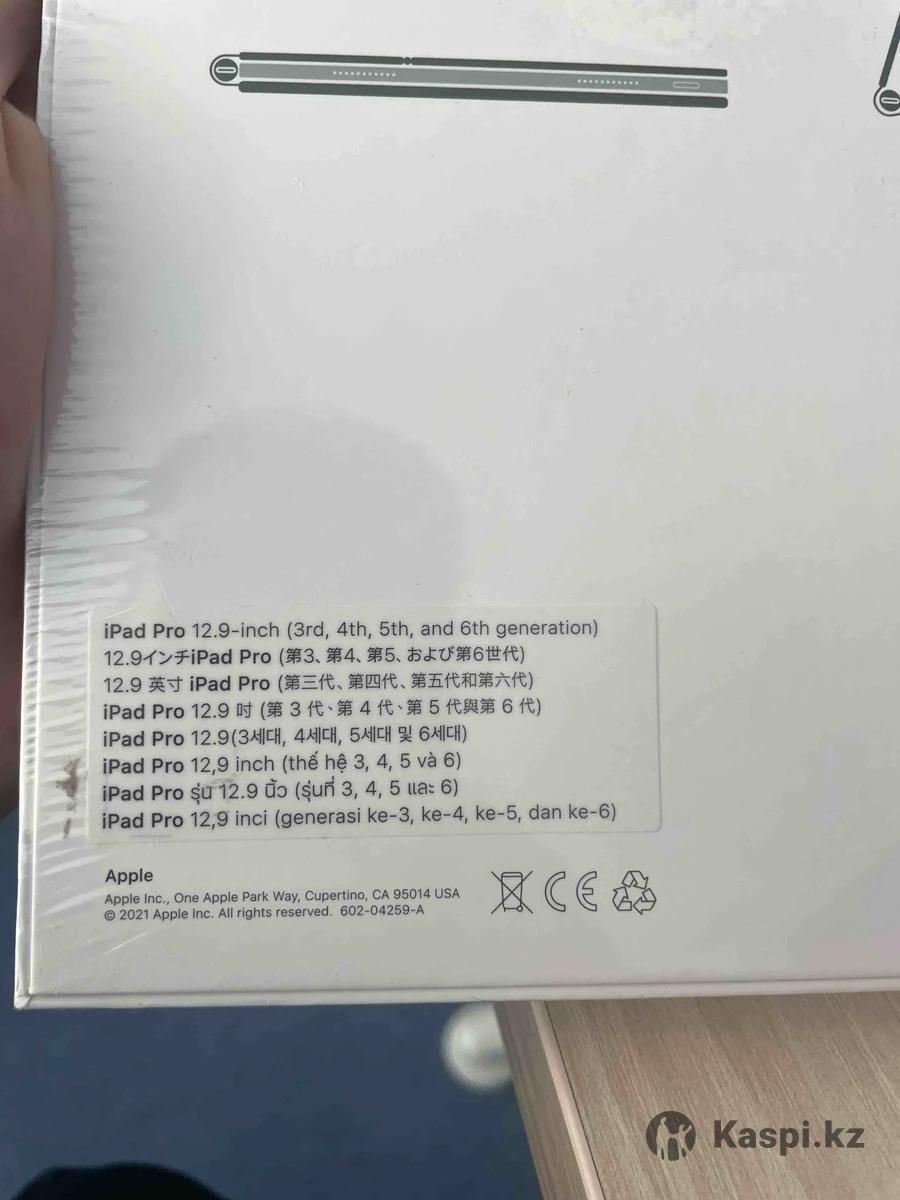 iPad Pro 12.9-inch (3rd, 4th, 5th, and 6th generation)
12.9インチiPad Pro (第3、第4、第5、および第6世代)
12.9 英寸 iPad Pro (第三代、第四代、第五代和第六代)
iPad Pro 12.9 吋 (第 3 代、第 4 代、第 5 代與第 6 代)
iPad Pro 12.9(3세대, 4세대, 5세대 및 6세대)
iPad Pro 12,9 inch (thế hệ 3, 4, 5 và 6)
iPad Pro รุ่น 12.9 นิ้ว (รุ่นที่ 3, 4, 5 และ 6)
iPad Pro 12,9 inci (generasi ke-3, ke-4, ke-5, dan ke-6)
Apple
Apple Inc., One Apple Park Way, Cupertino, CA 95014 USA
© 2021 Apple Inc. All rights reserved. 602-04259-A
CE
Kaspi.kz